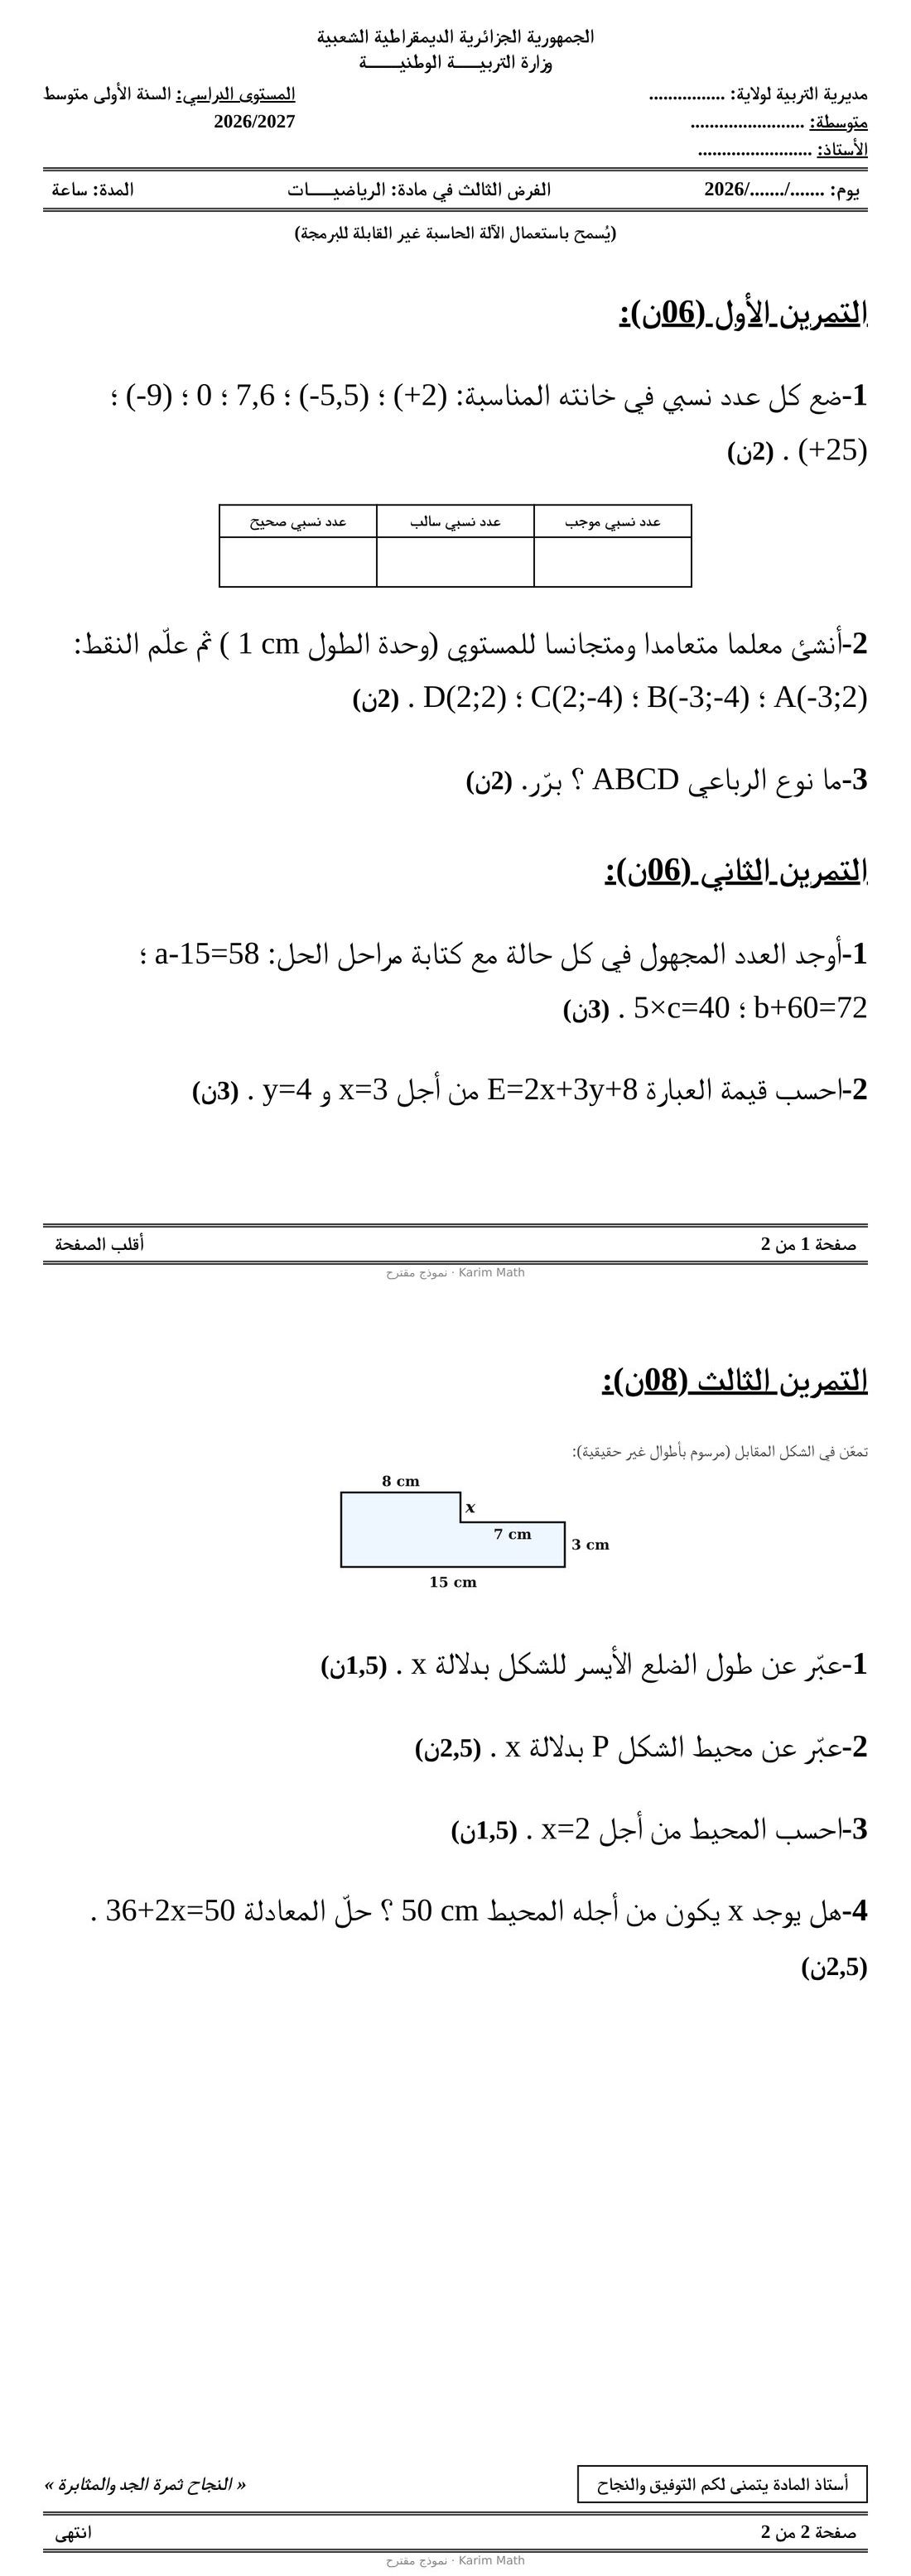 الجمهورية الجزائرية الديمقراطية الشعبية
وزارة التربيـــــة الوطنيـــــــة
مديرية التربية لولاية: ................
المستوى الدراسي: السنة الأولى متوسط
متوسطة: ........................
2026/2027
الأستاذ: ........................
يوم: ......./......./2026
الفرض الثالث في مادة: الرياضيـــــات
المدة: ساعة
(يُسمح باستعمال الآلة الحاسبة غير القابلة للبرمجة)
التمرين الأول (06ن):
1-ضع كل عدد نسبي في خانته المناسبة: (+2) ؛ (-5,5) ؛ 7,6 ؛ 0 ؛ (-9) ؛
(+25) . (2ن)
عدد نسبي موجب
عدد نسبي سالب
عدد نسبي صحيح
2-أنشئ معلما متعامدا ومتجانسا للمستوي (وحدة الطول 1 cm ) ثم علّم النقط:
A(-3;2) ؛ B(-3;-4) ؛ C(2;-4) ؛ D(2;2) . (2ن)
3-ما نوع الرباعي ABCD ؟ برّر. (2ن)
التمرين الثاني (06ن):
1-أوجد العدد المجهول في كل حالة مع كتابة مراحل الحل: a-15=58 ؛
b+60=72 ؛ 5×c=40 . (3ن)
2-احسب قيمة العبارة E=2x+3y+8 من أجل x=3 و y=4 . (3ن)
صفحة 1 من 2
أقلب الصفحة
Karim Math · نموذج مقترح
التمرين الثالث (08ن):
تمعّن في الشكل المقابل (مرسوم بأطوال غير حقيقية):
8 cm
x
7 cm
3 cm
15 cm
1-عبّر عن طول الضلع الأيسر للشكل بدلالة x . (1,5ن)
2-عبّر عن محيط الشكل P بدلالة x . (2,5ن)
3-احسب المحيط من أجل x=2 . (1,5ن)
4-هل يوجد x يكون من أجله المحيط 50 cm ؟ حلّ المعادلة 36+2x=50 .
(2,5ن)
أستاذ المادة يتمنى لكم التوفيق والنجاح
« النجاح ثمرة الجد والمثابرة »
صفحة 2 من 2
انتهى
Karim Math · نموذج مقترح